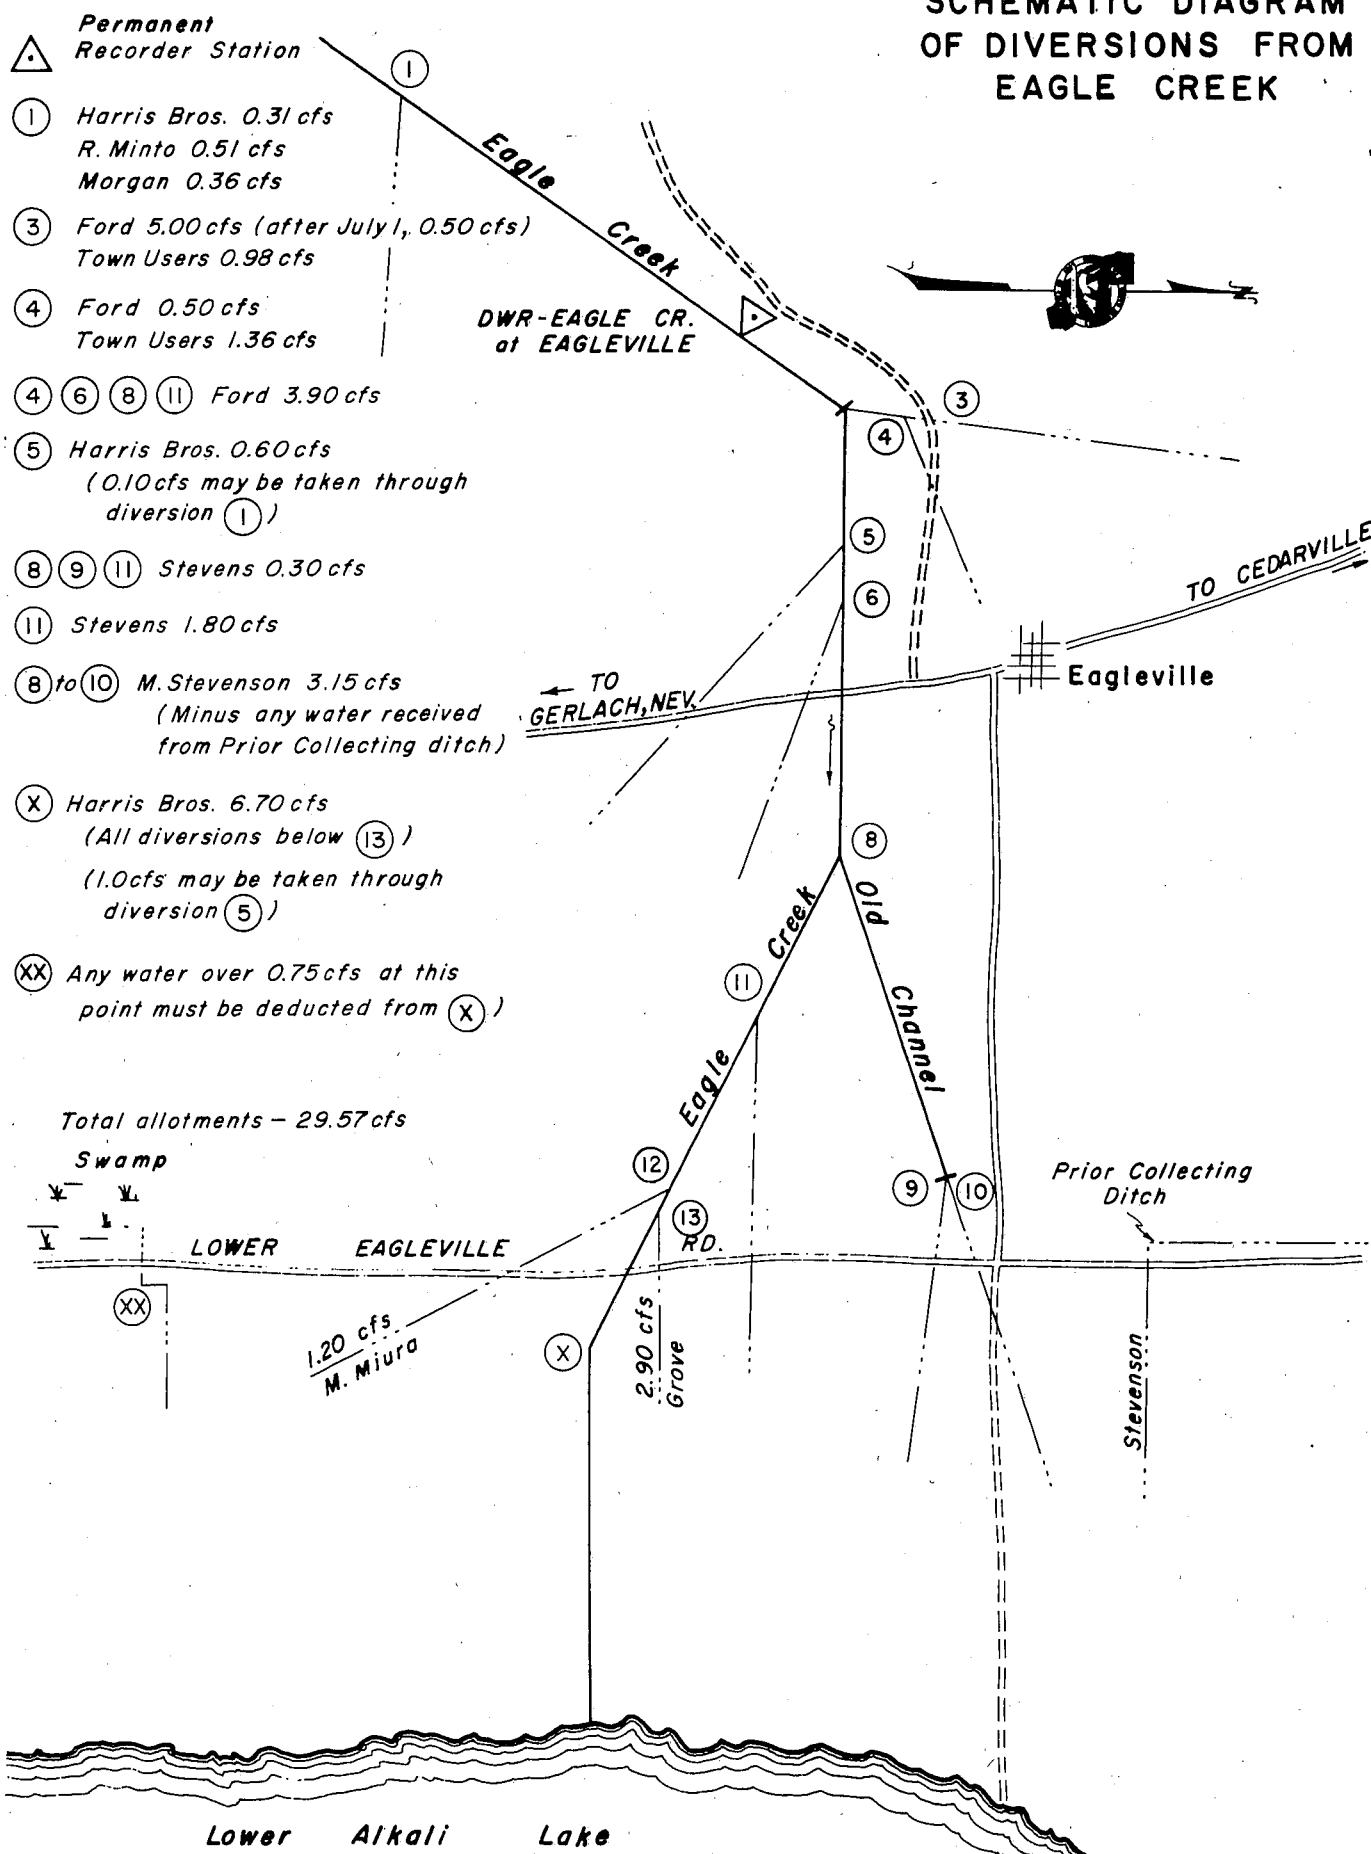 SCHEMATIC DIAGRAM
OF DIVERSIONS FROM
EAGLE CREEK
Permanent
Recorder Station
1 Harris Bros. 0.31 cfs
R. Minto 0.51 cfs
Morgan 0.36 cfs
3 Ford 5.00 cfs (after July 1, 0.50 cfs)
Town Users 0.98 cfs
4 Ford 0.50 cfs
Town Users 1.36 cfs
4 6 8 11 Ford 3.90 cfs
5 Harris Bros. 0.60 cfs
(0.10 cfs may be taken through
diversion 1)
8 9 11 Stevens 0.30 cfs
11 Stevens 1.80 cfs
8 to 10 M. Stevenson 3.15 cfs
(Minus any water received
from Prior Collecting ditch)
X Harris Bros. 6.70 cfs
(All diversions below 13)
(1.0 cfs may be taken through
diversion 5)
XX Any water over 0.75 cfs at this
point must be deducted from X)
Total allotments - 29.57 cfs
Swamp
1
Eagle Creek
DWR-EAGLE CR.
at EAGLEVILLE
3
4
5
6
TO CEDARVILLE
Eagleville
TO
GERLACH, NEV.
8
Old Channel
Eagle Creek
11
12
13
9
10
Prior Collecting
Ditch
LOWER EAGLEVILLE RD.
XX
1.20 cfs
M. Miura
X
2.90 cfs
Grove
Stevenson
Lower Alkali Lake